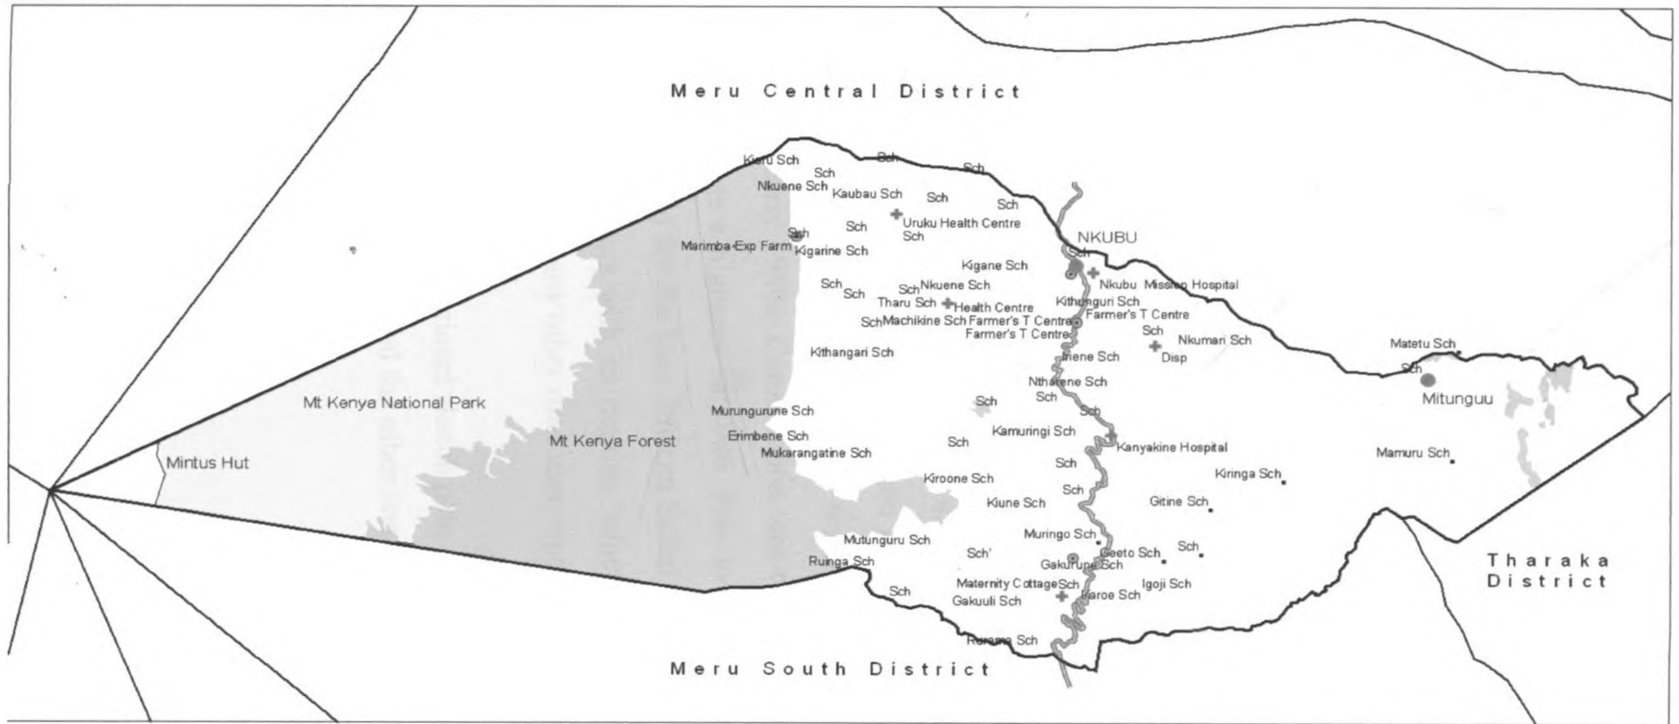 Meru Central District
Kieru Sch
Sch
Sch
Sch
Nkuene Sch
Kaubau Sch
Sch
Sch
Sch
Uruku Health Centre
Sch
Sch
NKUBU
Marimba-Exp Farm
Kigarine Sch
Sch
Kigane Sch
Sch
Sch
Sch
Nkuene Sch
Nkubu Mission Hospital
Tharu Sch
Health Centre
Kithunguri Sch
Sch
Machikine Sch
Farmer's T Centre
Farmer's T Centre
Farmer's T Centre
Sch
Nkumari Sch
Matetu Sch
Kithangari Sch
Iriene Sch
Disp
Sch
Ntharene Sch
Sch
Mitunguu
Mt Kenya National Park
Sch
Sch
Murungurune Sch
Kamuringi Sch
Mt Kenya Forest
Erimbene Sch
Sch
Kanyakine Hospital
Mukarangatine Sch
Mamuru Sch
Mintus Hut
Sch
Kiroone Sch
Kiringa Sch
Sch
Kiune Sch
Gitine Sch
Muringo Sch
Mutunguru Sch
Sch
Sch'
Geeto Sch
Ruinga Sch
Gakurupe Sch
Tharaka
District
Maternity Cottage
Sch
Igoji Sch
Sch
Gakuuli Sch
Karoe Sch
Meru South District